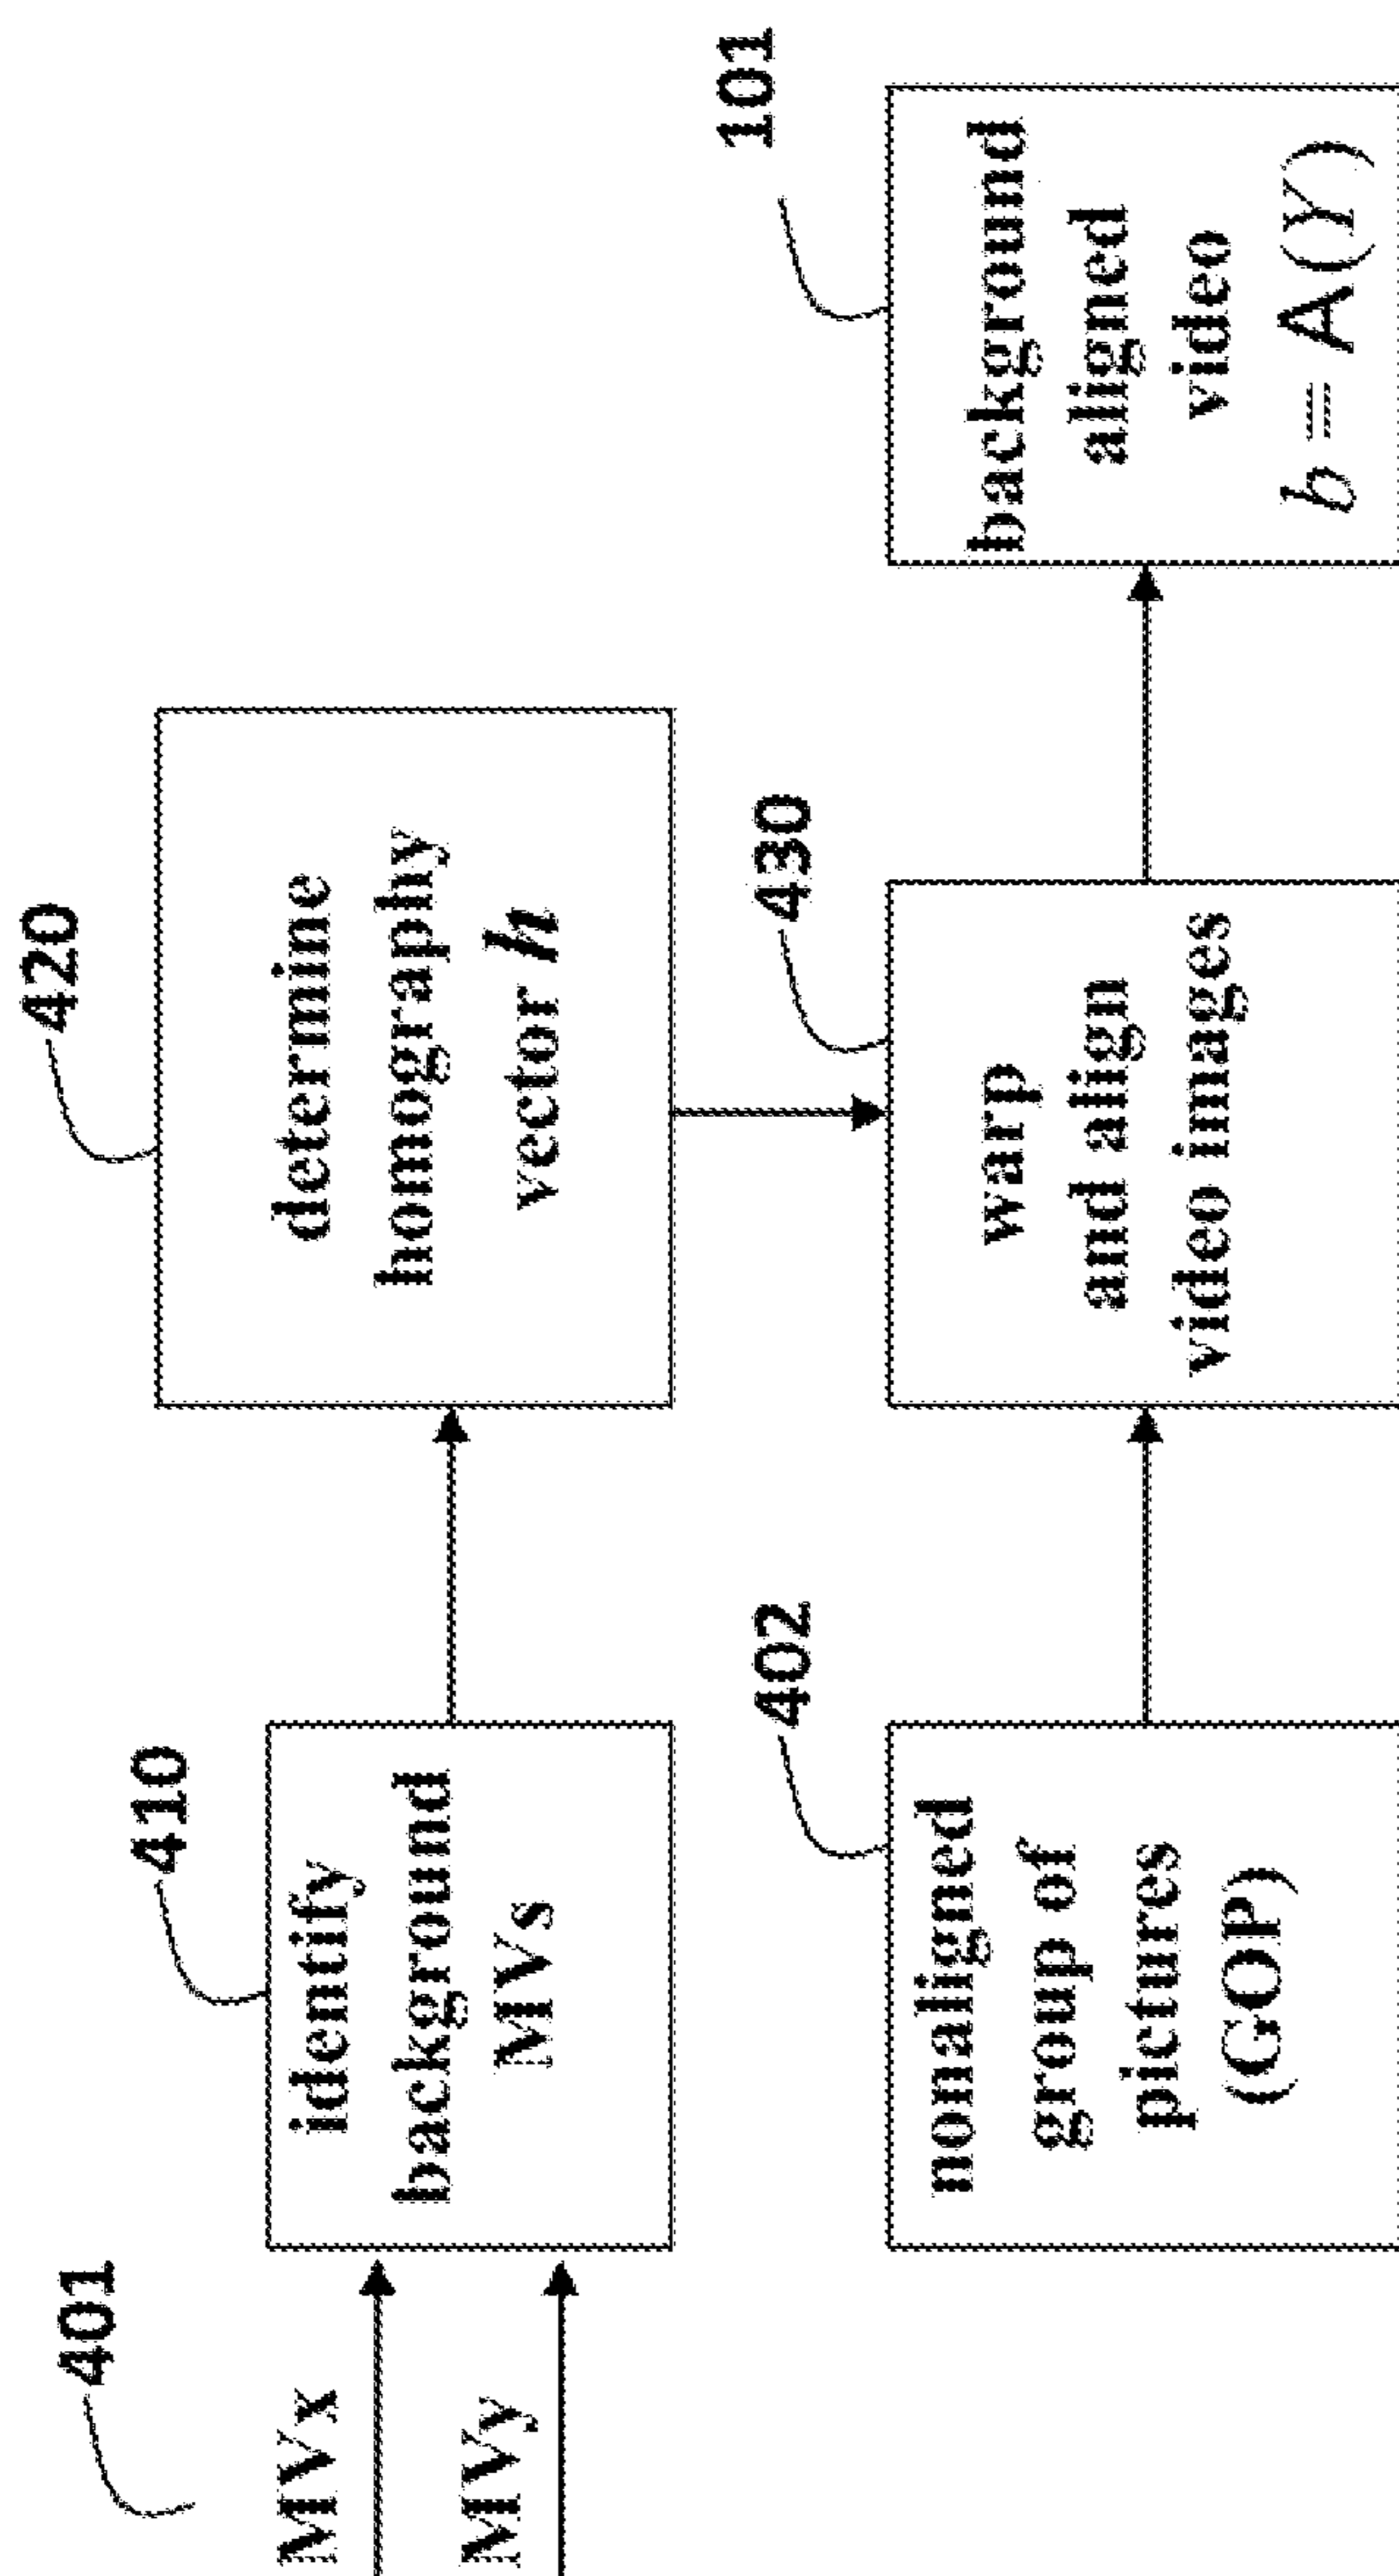 401
MVx
MVy
410
identify
background
MVs
420
determine
homography
vector h
402
nonaligned
group of
pictures
(GOP)
430
warp
and align
video images
101
background
aligned
video
b = A(Y)